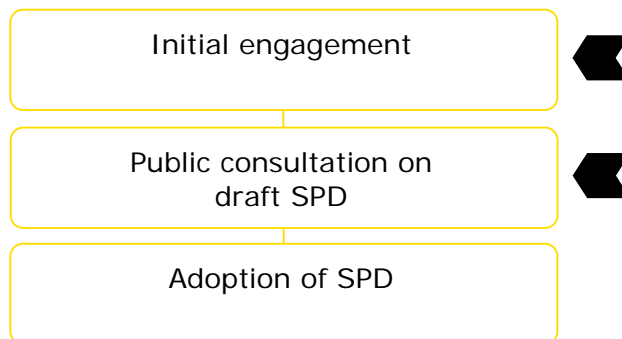 Initial engagement
Public consultation on
draft SPD
Adoption of SPD